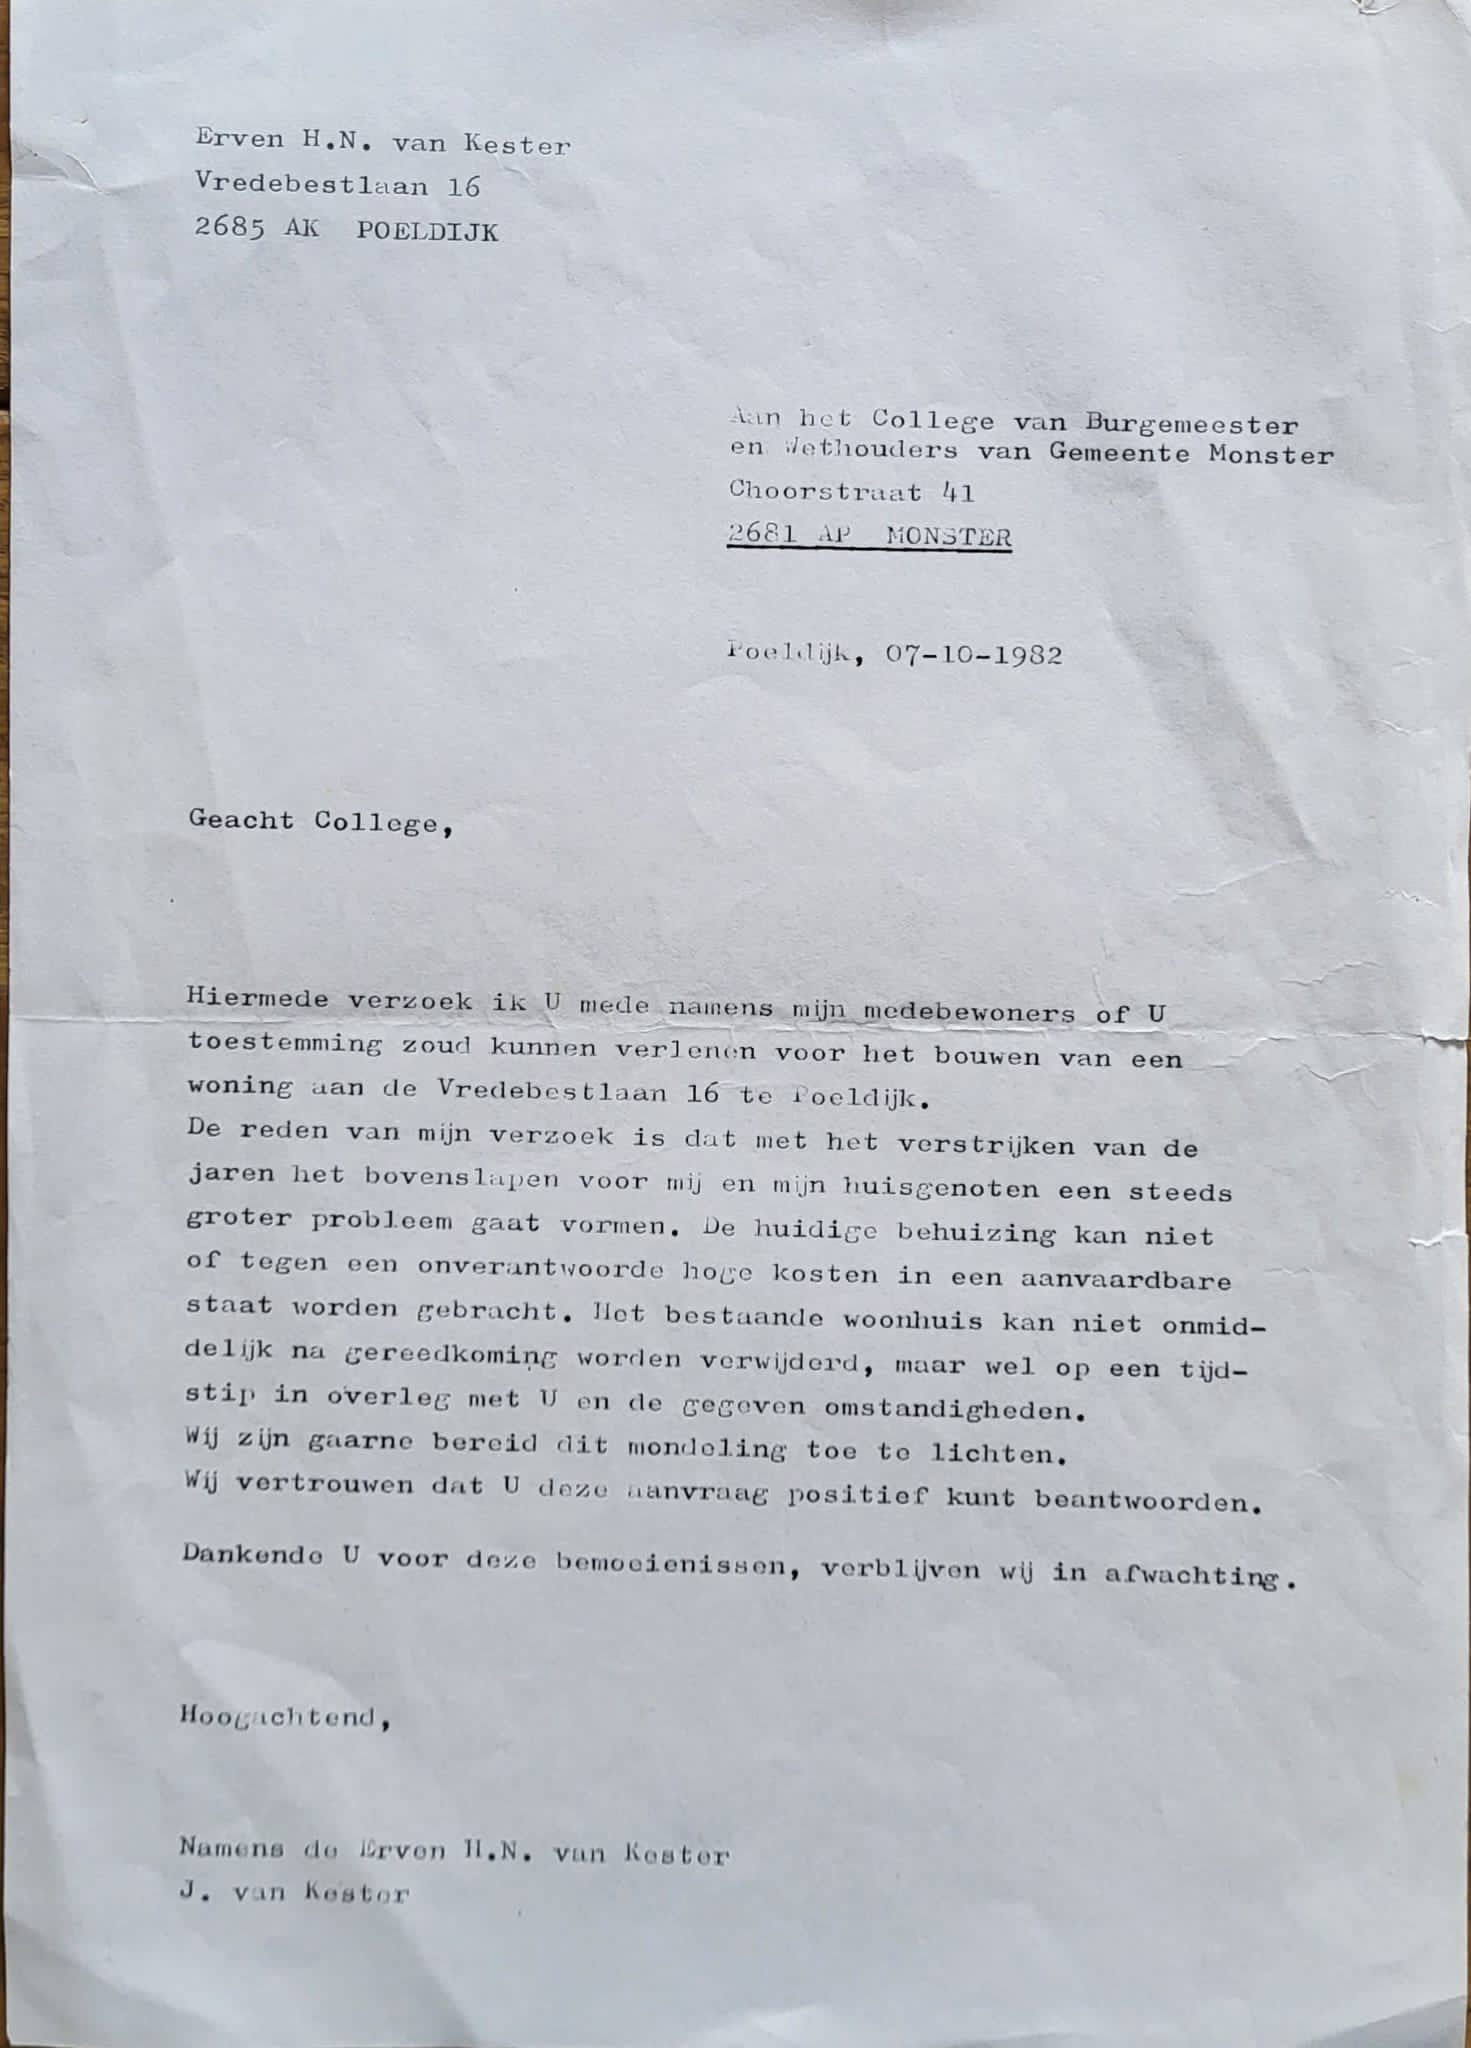 Erven H.N. van Kester
Vredebestlaan 16
2685 AK POELDIJK
Aan het College van Burgemeester
en Wethouders van Gemeente Monster
Choorstraat 41
2681 AP MONSTER
Poeldijk, 07-10-1982
Geacht College,
Hiermede verzoek ik U mede namens mijn medebewoners of U
toestemming zoud kunnen verlenen voor het bouwen van een
woning aan de Vredebestlaan 16 te Poeldijk.
De reden van mijn verzoek is dat met het verstrijken van de
jaren het bovenslapen voor mij en mijn huisgenoten een steeds
groter probleem gaat vormen. De huidige behuizing kan niet
of tegen een onverantwoorde hoge kosten in een aanvaardbare
staat worden gebracht. Het bestaande woonhuis kan niet onmid-
delijk na gereedkoming worden verwijderd, maar wel op een tijd-
stip in overleg met U en de gegeven omstandigheden.
Wij zijn gaarne bereid dit mondeling toe te lichten.
Wij vertrouwen dat U deze aanvraag positief kunt beantwoorden.
Dankende U voor deze bemoeienissen, verblijven wij in afwachting.
Hoogachtend,
Namens de Erven H.N. van Kester
J. van Kester